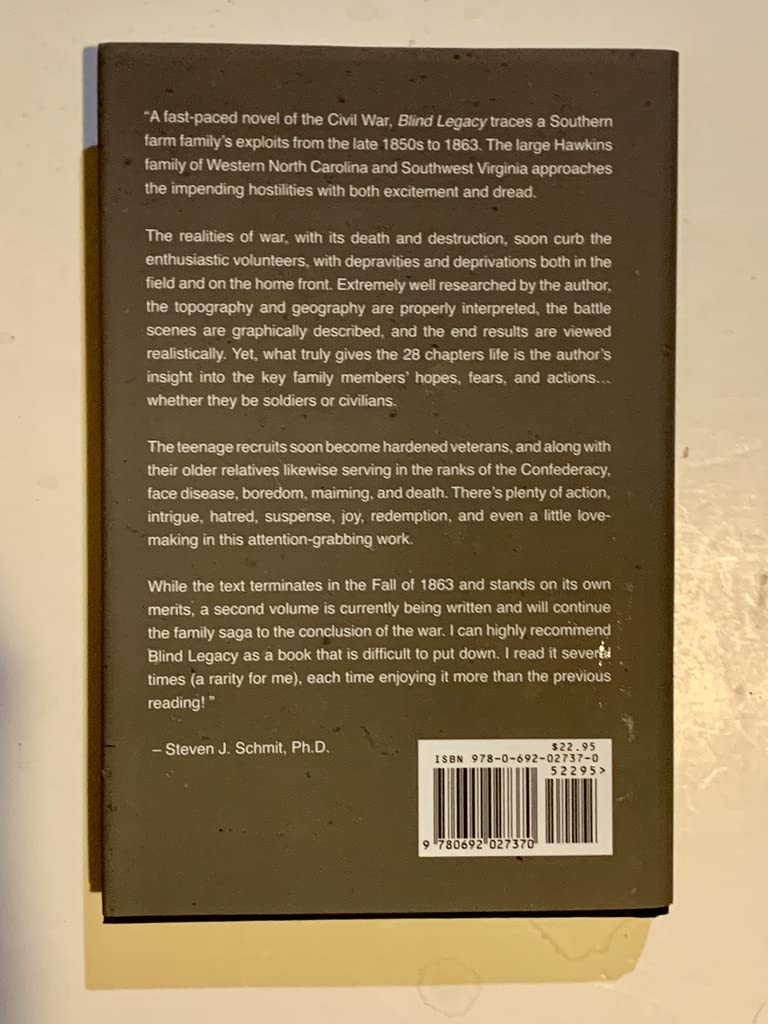 "A fast-paced novel of the Civil War, Blind Legacy traces a Southern
farm family's exploits from the late 1850s to 1863. The large Hawkins
family of Western North Carolina and Southwest Virginia approaches
the impending hostilities with both excitement and dread.
The realities of war, with its death and destruction, soon curb the
enthusiastic volunteers, with depravities and deprivations both in the
field and on the home front. Extremely well researched by the author,
the topography and geography are properly interpreted, the battle
scenes are graphically described, and the end results are viewed
realistically. Yet, what truly gives the 28 chapters life is the author's
insight into the key family members' hopes, fears, and actions...
whether they be soldiers or civilians.
The teenage recruits soon become hardened veterans, and along with
their older relatives likewise serving in the ranks of the Confederacy,
face disease, boredom, maiming, and death. There's plenty of action,
intrigue, hatred, suspense, joy, redemption, and even a little love-
making in this attention-grabbing work.
While the text terminates in the Fall of 1863 and stands on its own
merits, a second volume is currently being written and will continue
the family saga to the conclusion of the war. I can highly recommend
Blind Legacy as a book that is difficult to put down. I read it several
times (a rarity for me), each time enjoying it more than the previous
reading! "
– Steven J. Schmit, Ph.D.
$22.95
ISBN 978-0-692-02737-0
52295>
9 780692 027370